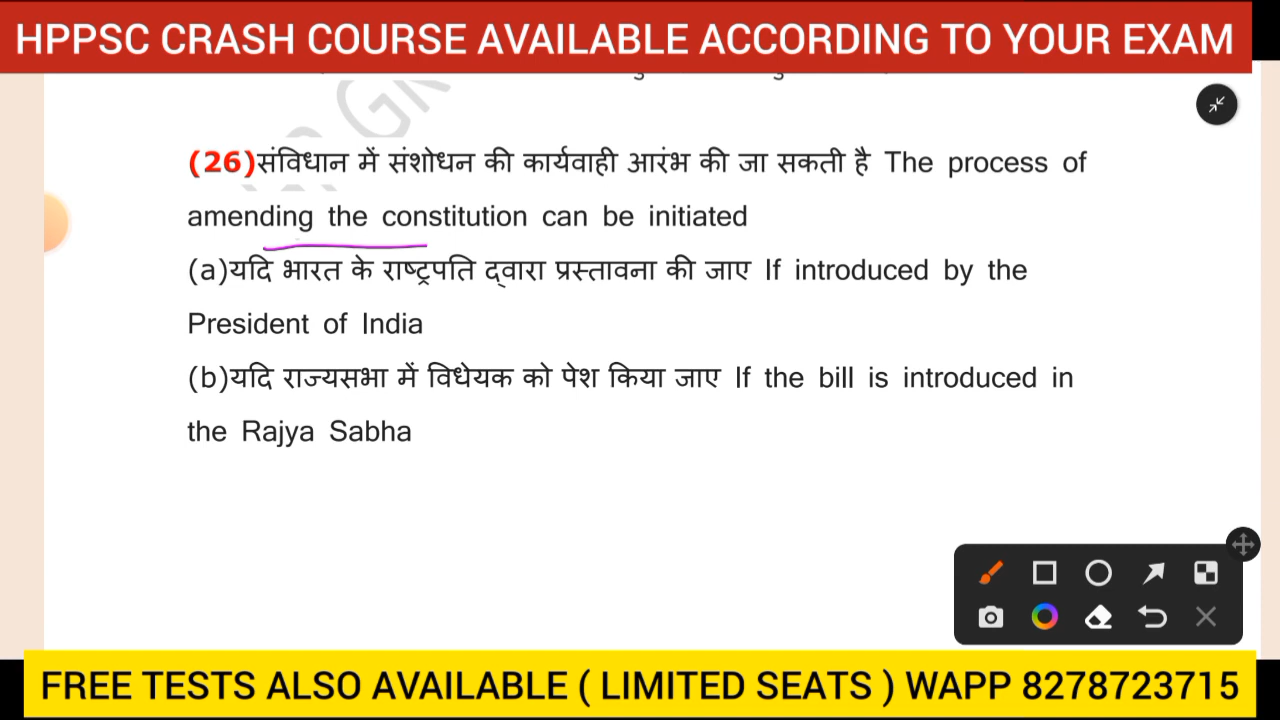 HPPSC CRASH COURSE AVAILABLE ACCORDING TO YOUR EXAM
(26)संविधान में संशोधन की कार्यवाही आरंभ की जा सकती है The process of
amending the constitution can be initiated
(a)यदि भारत के राष्ट्रपति द्वारा प्रस्तावना की जाए If introduced by the
President of India
(b)यदि राज्यसभा में विधेयक को पेश किया जाए If the bill is introduced in
the Rajya Sabha
FREE TESTS ALSO AVAILABLE ( LIMITED SEATS ) WAPP 8278723715